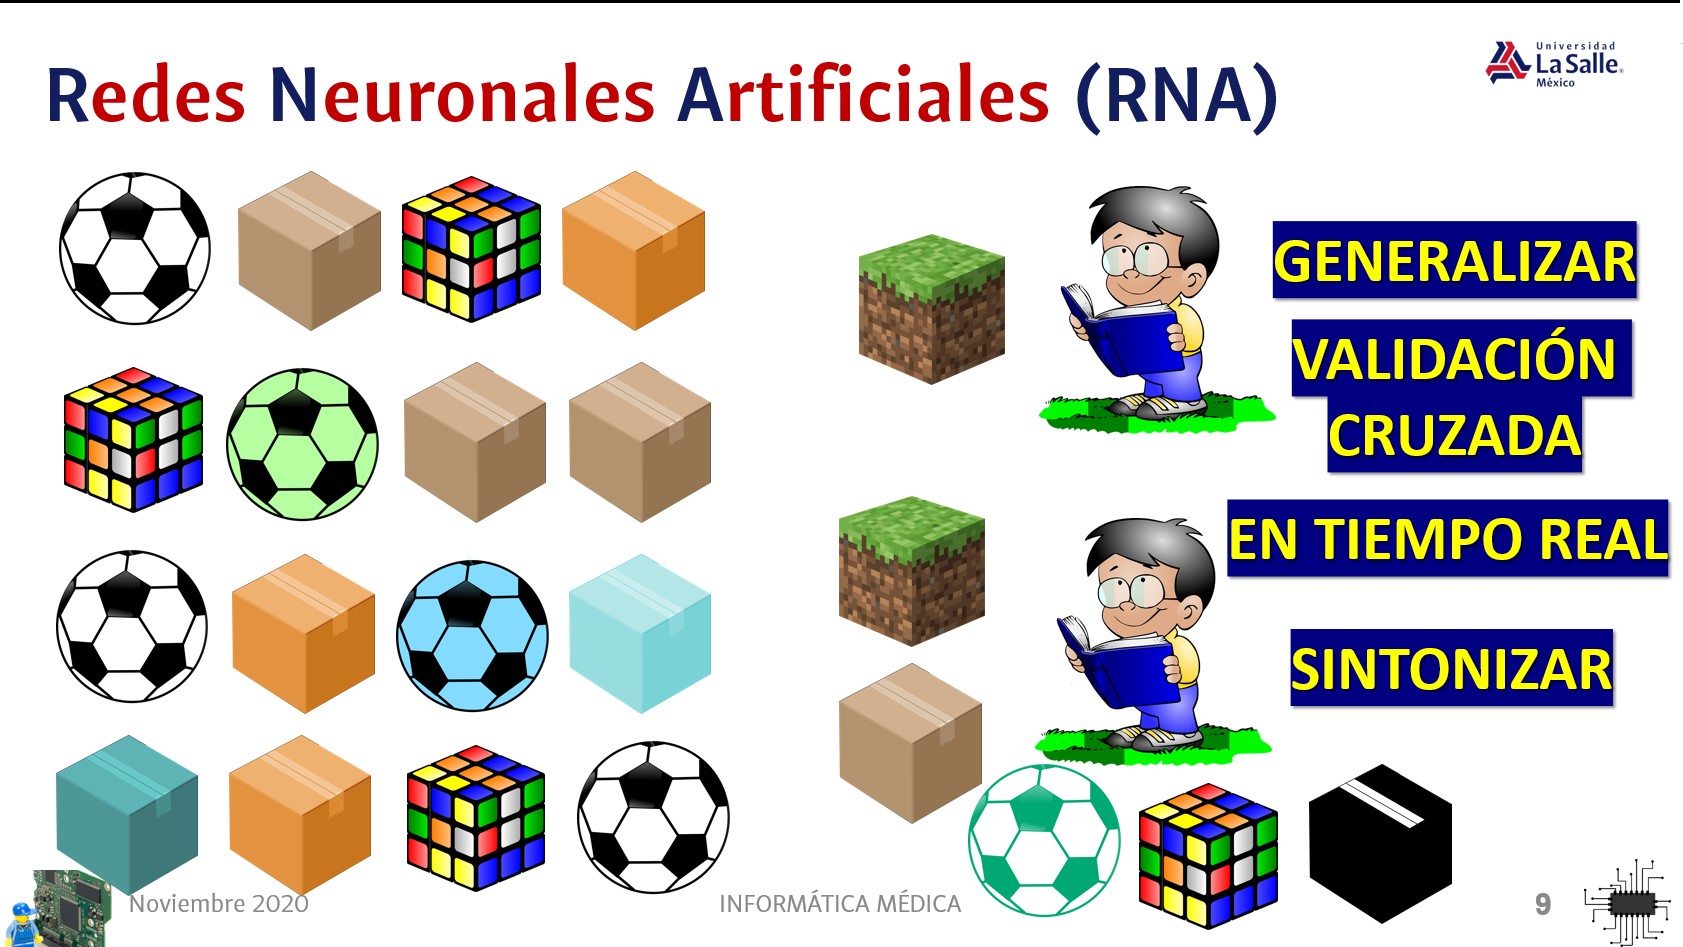 Redes Neuronales Artificiales (RNA)
Universidad
La Salle
México
GENERALIZAR
VALIDACIÓN
CRUZADA
EN TIEMPO REAL
SINTONIZAR
Noviembre 2020
INFORMÁTICA MÉDICA
9